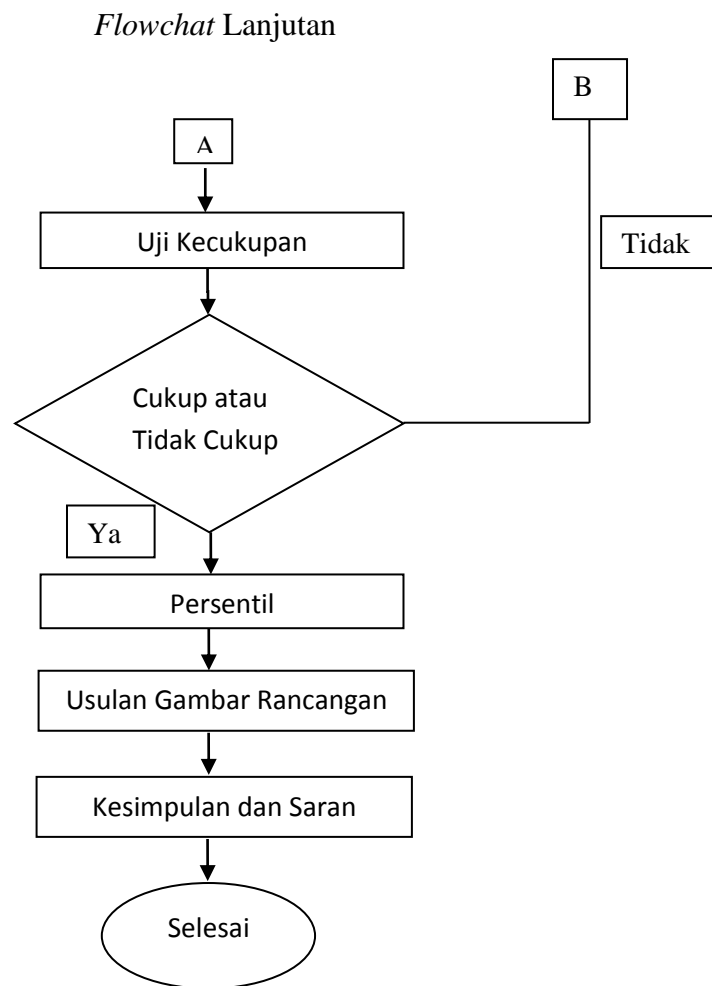 Flowchat Lanjutan
B
A
Uji Kecukupan
Tidak
Cukup atau
Tidak Cukup
Ya
Persentil
Usulan Gambar Rancangan
Kesimpulan dan Saran
Selesai